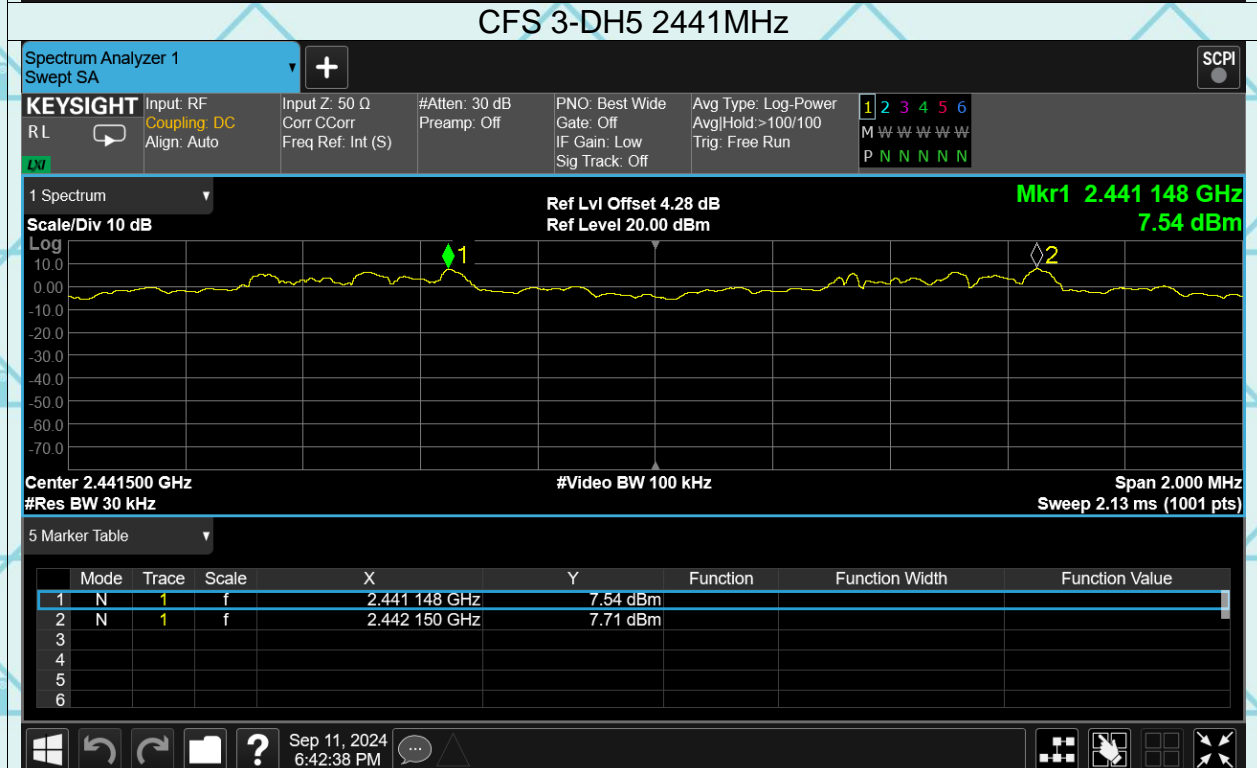 CFS 3-DH5 2441MHz
Spectrum Analyzer 1
Swept SA
SCPI
KEYSIGHT
R L
LXI
Input: RF
Coupling: DC
Align: Auto
Input Z: 50 Ω
Corr CCorr
Freq Ref: Int (S)
#Atten: 30 dB
Preamp: Off
PNO: Best Wide
Gate: Off
IF Gain: Low
Sig Track: Off
Avg Type: Log-Power
Avg|Hold:>100/100
Trig: Free Run
1 2 3 4 5 6
M W W W W W
P N N N N N
1 Spectrum
Scale/Div 10 dB
Ref Lvl Offset 4.28 dB
Ref Level 20.00 dBm
Mkr1 2.441 148 GHz
7.54 dBm
Log
10.0
0.00
-10.0
-20.0
-30.0
-40.0
-50.0
-60.0
-70.0
1
2
Center 2.441500 GHz
#Video BW 100 kHz
Span 2.000 MHz
#Res BW 30 kHz
Sweep 2.13 ms (1001 pts)
5 Marker Table
Mode Trace Scale X Y Function Function Width Function Value
1 N 1 f 2.441 148 GHz 7.54 dBm
2 N 1 f 2.442 150 GHz 7.71 dBm
3
4
5
6
Sep 11, 2024
6:42:38 PM